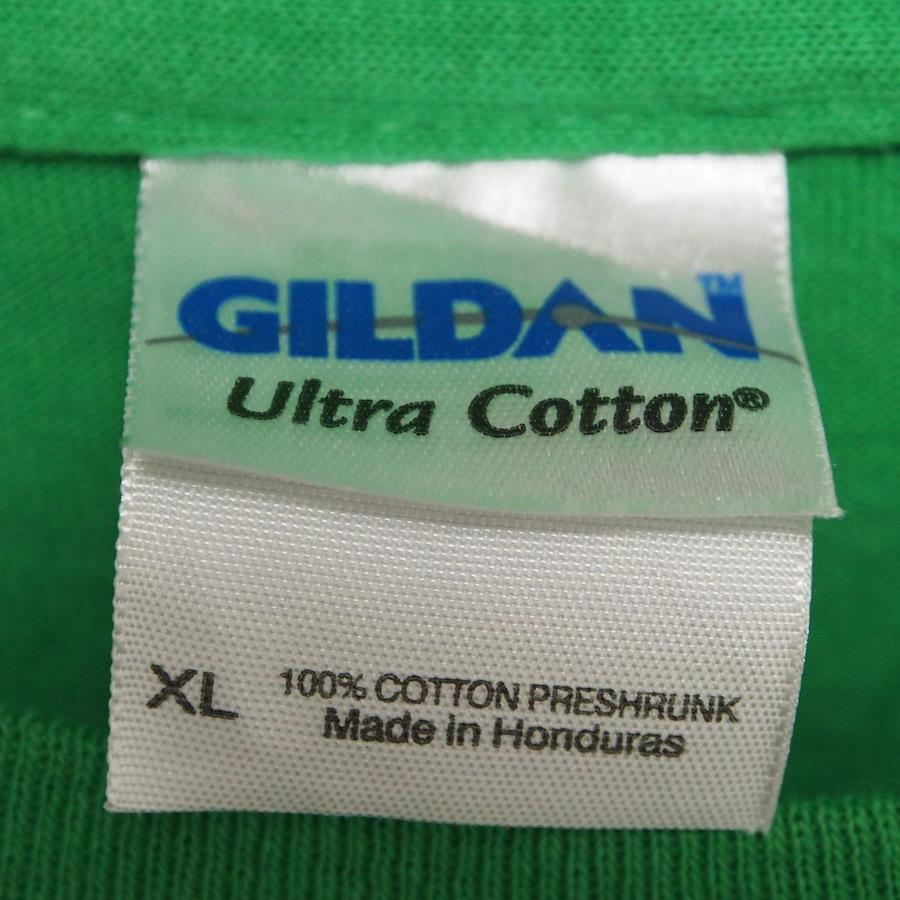 GILDAN™
Ultra Cotton®
XL
100% COTTON PRESHRUNK
Made in Honduras